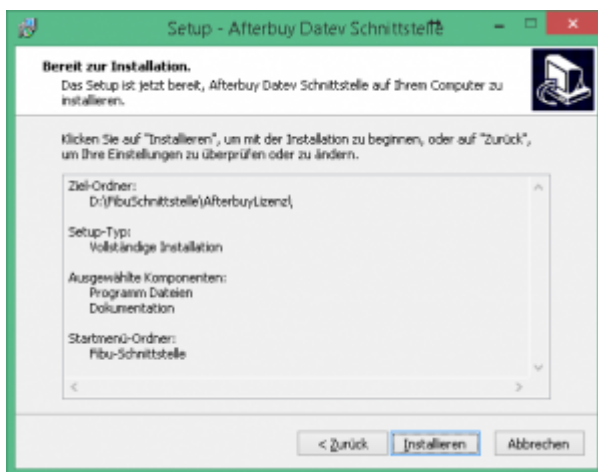 Setup - Afterbuy Datev Schnittstelle
Bereit zur Installation.
Das Setup ist jetzt bereit, Afterbuy Datev Schnittstelle auf Ihrem Computer zu
installieren.
Klicken Sie auf "Installieren", um mit der Installation zu beginnen, oder auf "Zurück",
um Ihre Einstellungen zu überprüfen oder zu ändern.
Ziel-Ordner:
D:\FibuSchnittstelle\AfterbuyLizenz\,
Setup-Typ:
Vollständige Installation
Ausgewählte Komponenten:
Programm Dateien
Dokumentation
Startmenü-Ordner:
Fibu-Schnittstelle
< Zurück
Installieren
Abbrechen